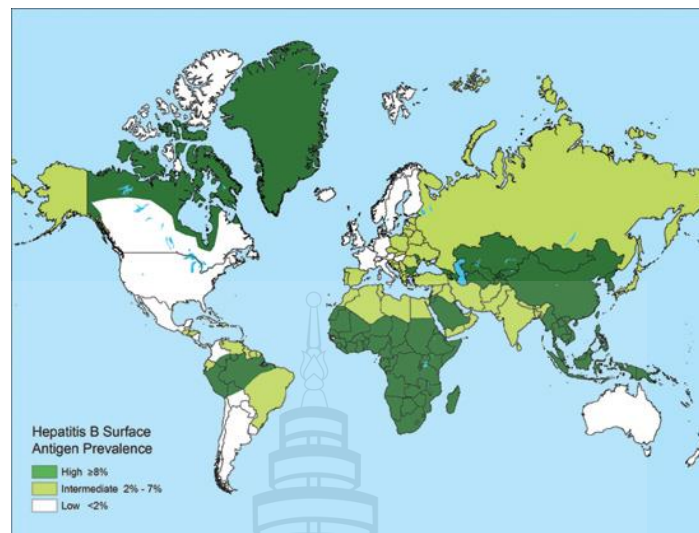 Hepatitis B Surface
Antigen Prevalence
High ≥8%
Intermediate 2% - 7%
Low <2%